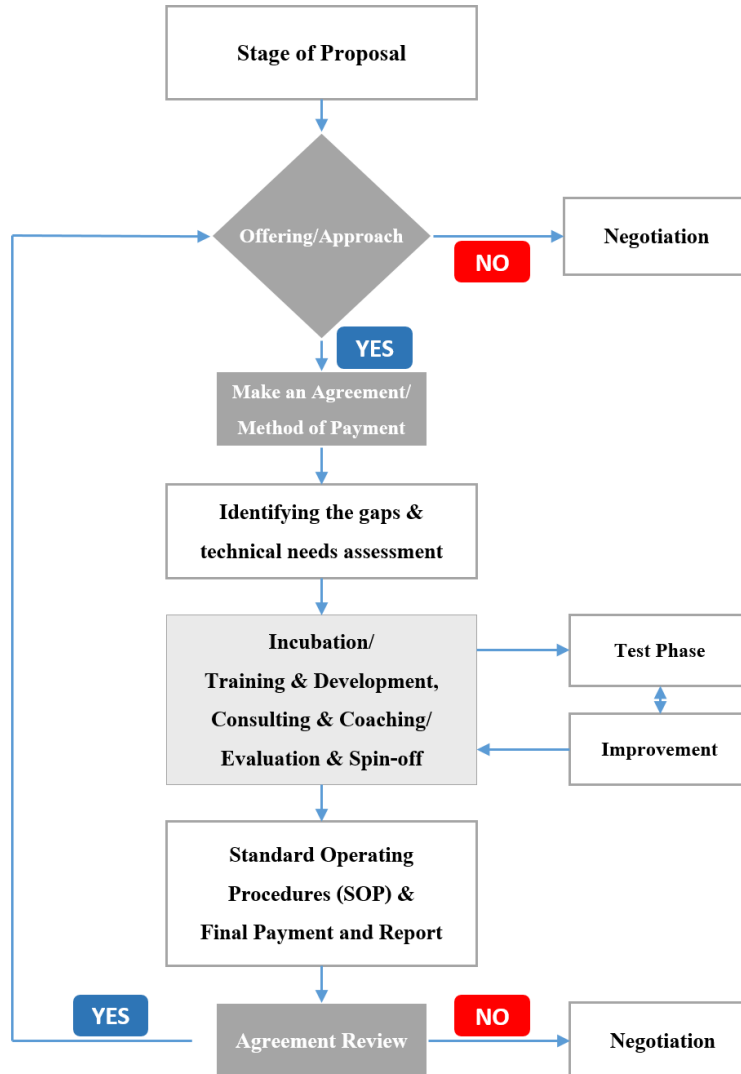 Stage of Proposal
Offering/Approach
NO
Negotiation
YES
Make an Agreement/
Method of Payment
Identifying the gaps &
technical needs assessment
Incubation/
Training & Development,
Consulting & Coaching/
Evaluation & Spin-off
Test Phase
Improvement
Standard Operating
Procedures (SOP) &
Final Payment and Report
YES
Agreement Review
NO
Negotiation